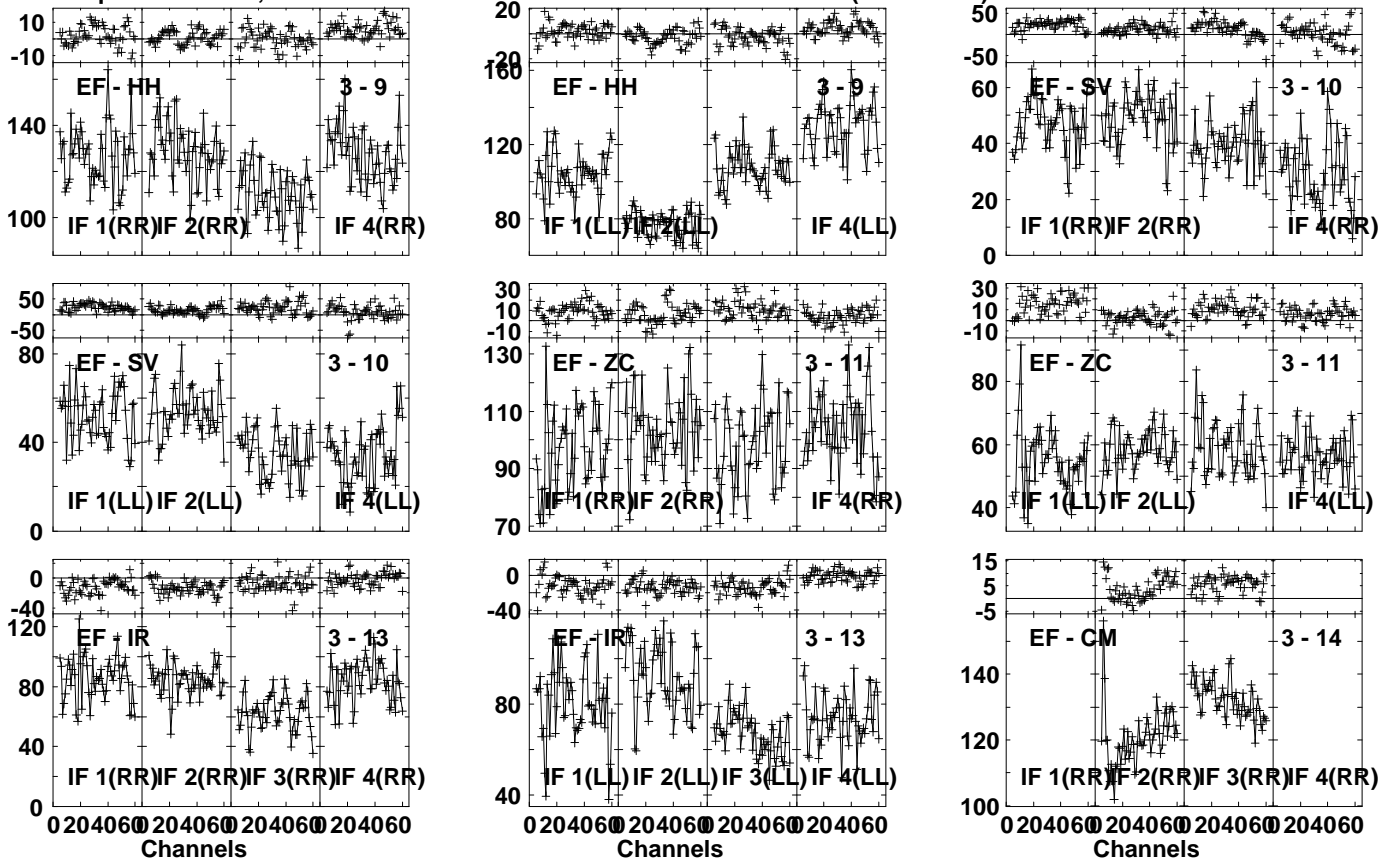 10 20 50
-10 -20 -50
EF - HH 3 - 9 160 EF - HH 3 - 9 60 EF - SV 3 - 10
140 120 40
100 80 20
IF 1(RR) IF 2(RR) IF 4(RR) IF 1(LL) IF 2(LL) IF 4(LL) IF 1(RR) IF 2(RR) IF 4(RR)
0
50 30 30
10 10
-50 -10 -10
80 EF - SV 3 - 10 130 EF - ZC 3 - 11 80 EF - ZC 3 - 11
40 110 60
90
IF 1(LL) IF 2(LL) IF 4(LL) IF 1(RR) IF 2(RR) IF 4(RR) IF 1(LL) IF 2(LL) IF 4(LL)
0 70 40
0 0 15
5
-40 -40 -5
120 EF - IR 3 - 13 EF - IR 3 - 13 EF - CM 3 - 14
80 80 140
40 120
IF 1(RR) IF 2(RR) IF 3(RR) IF 4(RR) IF 1(LL) IF 2(LL) IF 3(LL) IF 4(LL) IF 1(RR) IF 2(RR) IF 3(RR) IF 4(RR)
0 40 100
0 204060 0 204060 0 204060 0 204060 0 204060 0 204060 0 204060 0 204060 0 204060 0 204060 0 204060 0 204060
Channels Channels Channels